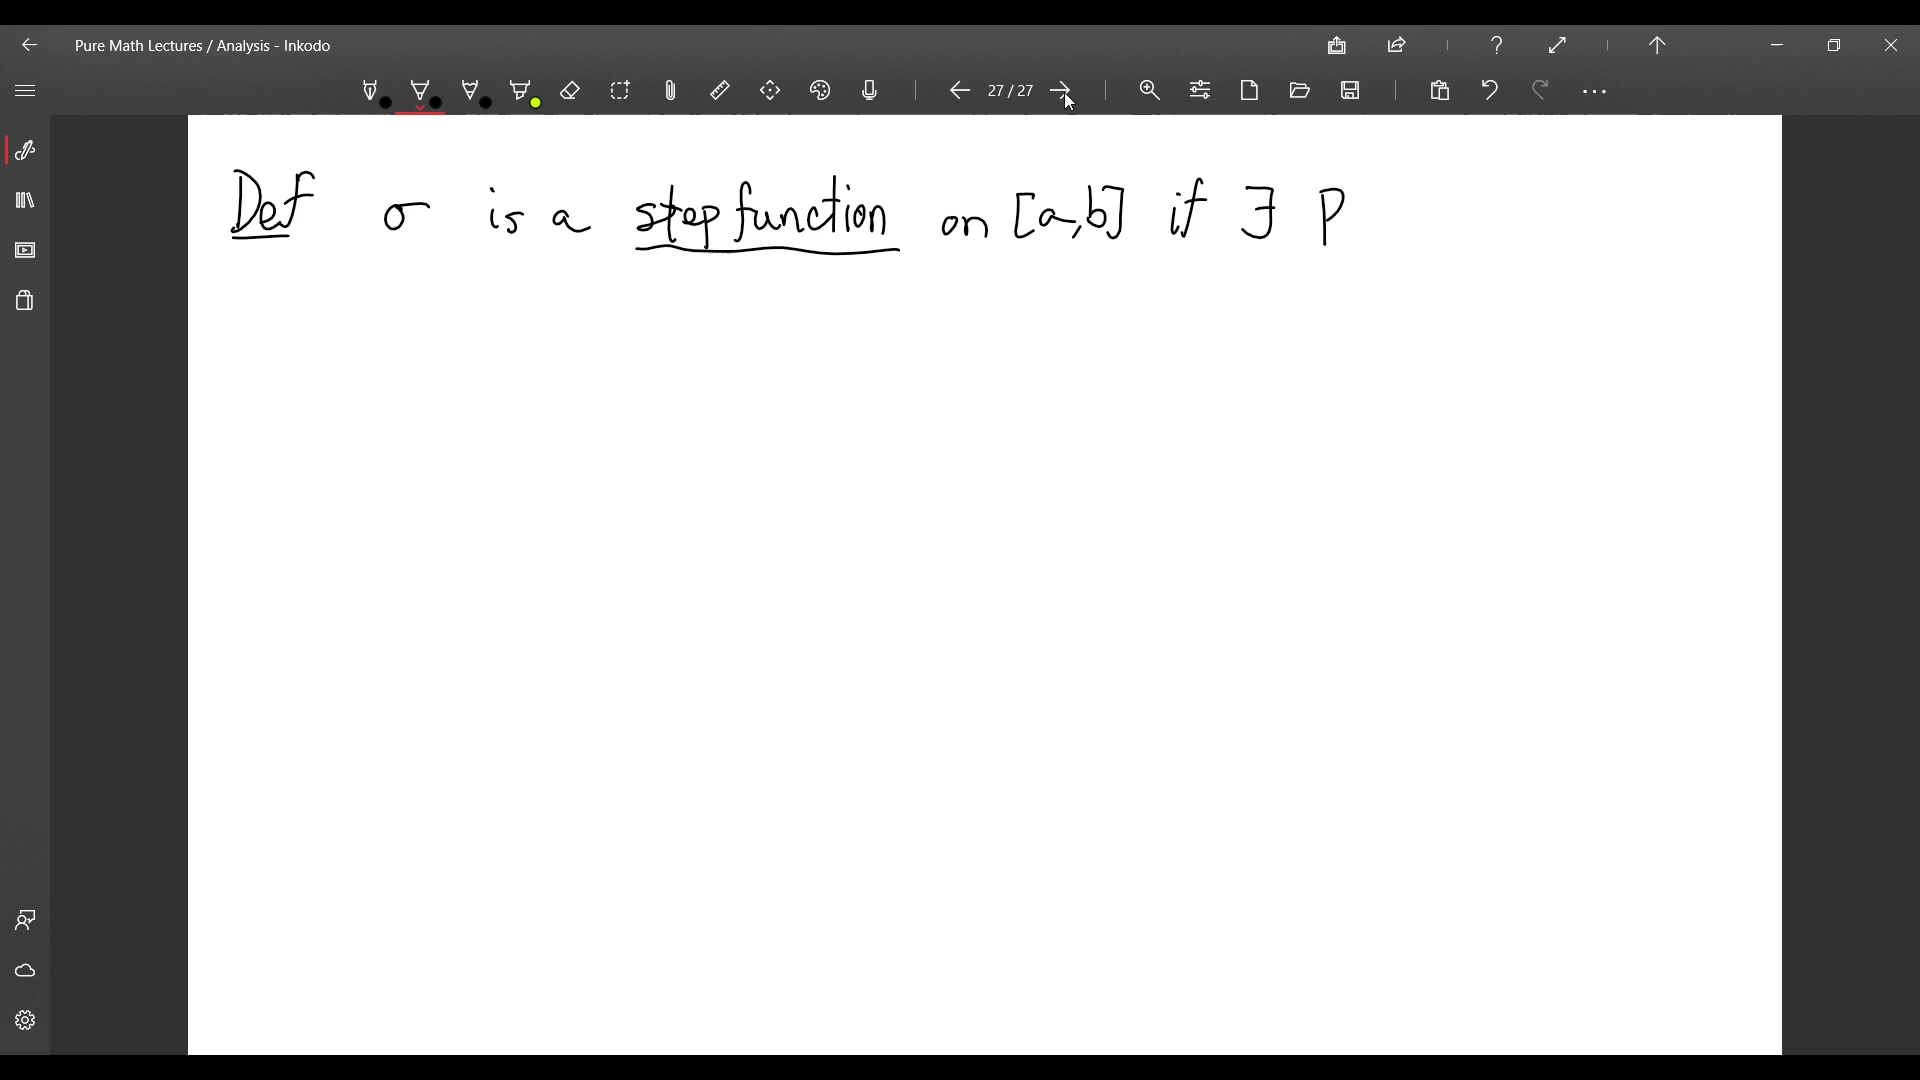 Pure Math Lectures / Analysis - Inkodo
27 / 27
Def σ is a step function on [a,b] if ∃ P